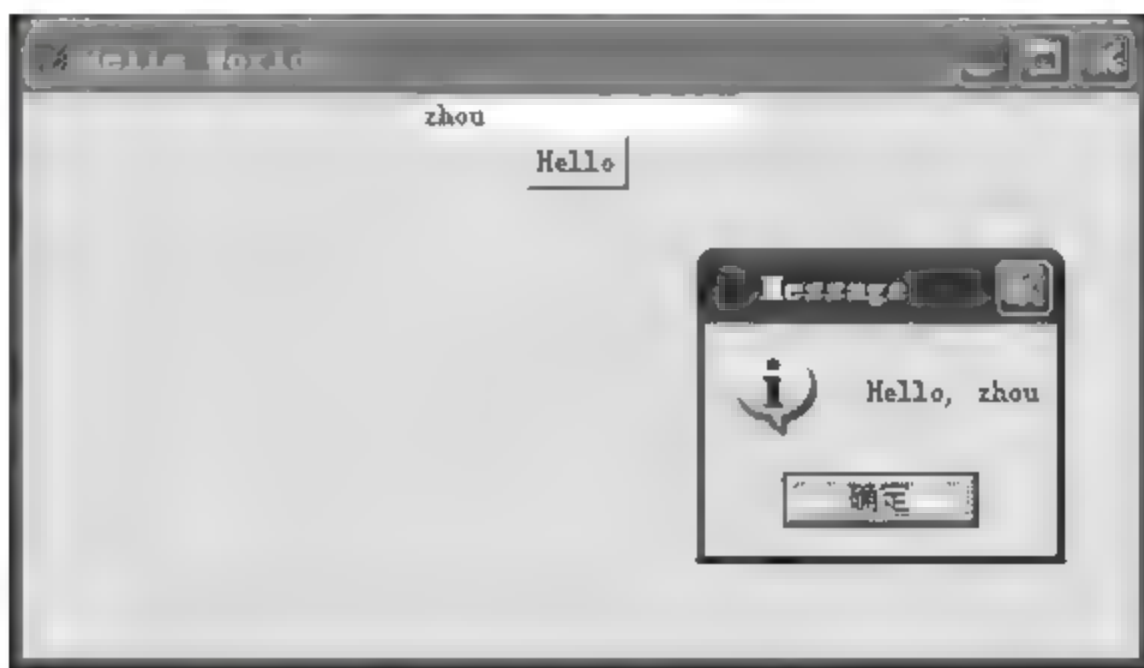 Hello World
zhou
Hello
Message
Hello, zhou
确定